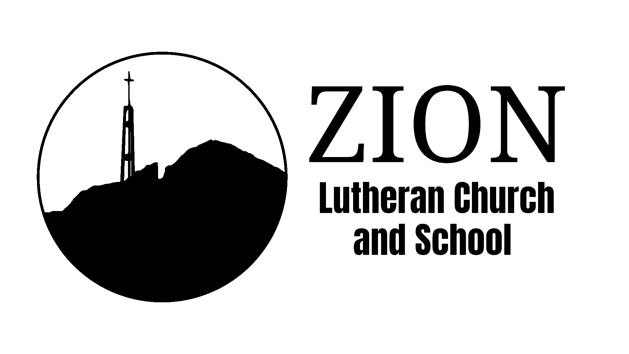 ZION
Lutheran Church
and School